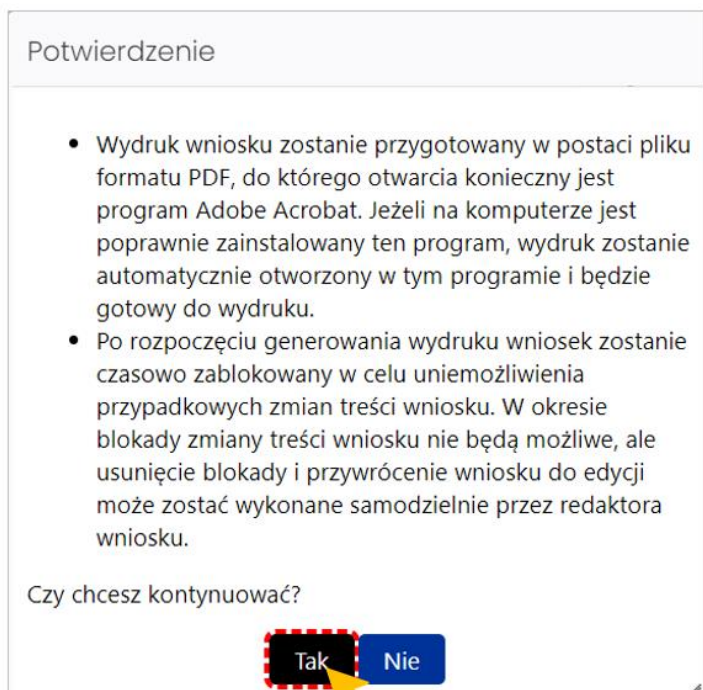 Potwierdzenie
• Wydruk wniosku zostanie przygotowany w postaci pliku
formatu PDF, do którego otwarcia konieczny jest
program Adobe Acrobat. Jeżeli na komputerze jest
poprawnie zainstalowany ten program, wydruk zostanie
automatycznie otworzony w tym programie i będzie
gotowy do wydruku.
• Po rozpoczęciu generowania wydruku wniosek zostanie
czasowo zablokowany w celu uniemożliwienia
przypadkowych zmian treści wniosku. W okresie
blokady zmiany treści wniosku nie będą możliwe, ale
usunięcie blokady i przywrócenie wniosku do edycji
może zostać wykonane samodzielnie przez redaktora
wniosku.
Czy chcesz kontynuować?
Tak Nie